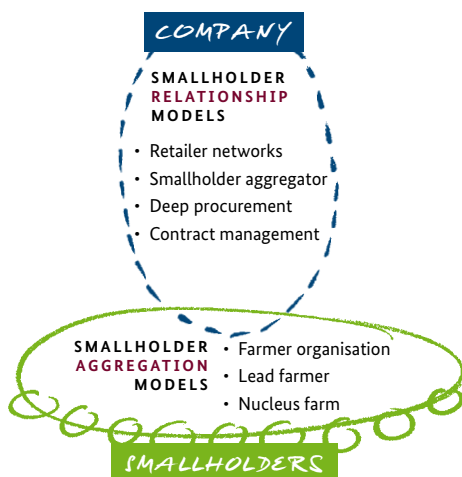 COMPANY
SMALLHOLDER
RELATIONSHIP
MODELS
• Retailer networks
• Smallholder aggregator
• Deep procurement
• Contract management
SMALLHOLDER
AGGREGATION
MODELS
• Farmer organisation
• Lead farmer
• Nucleus farm
SMALLHOLDERS